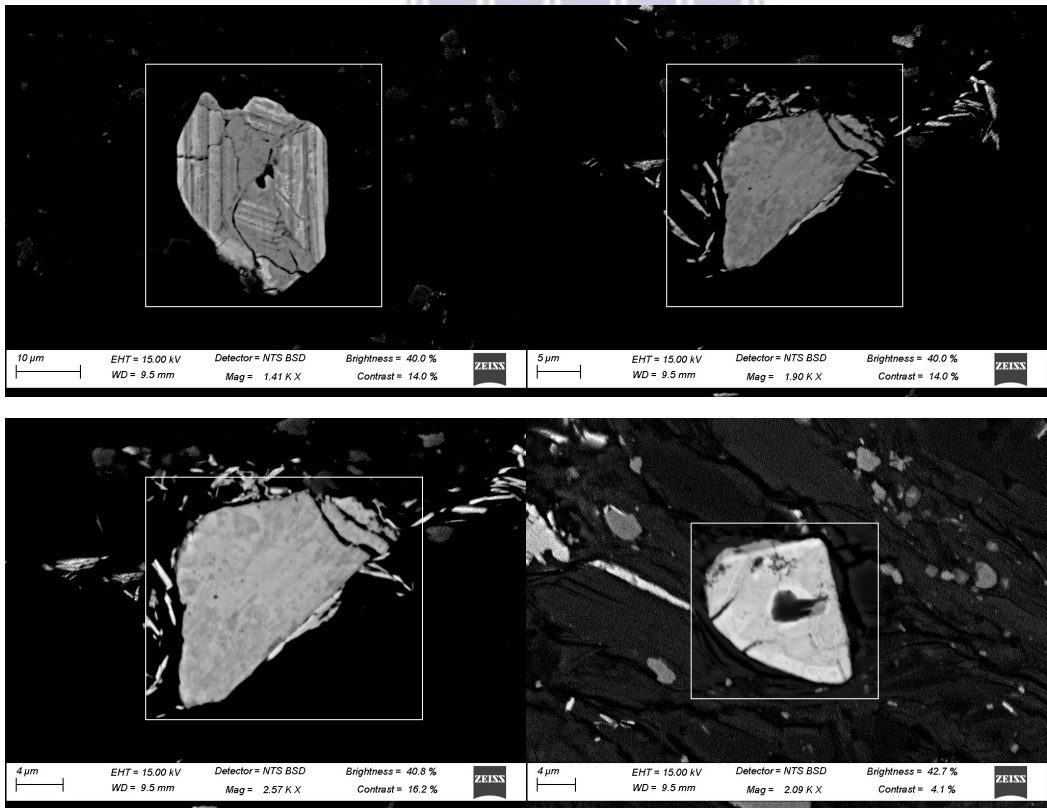 10 µm EHT = 15.00 kV Detector = NTS BSD Brightness = 40.0 %
WD = 9.5 mm Mag = 1.41 K X Contrast = 14.0 %
ZEISS
5 µm EHT = 15.00 kV Detector = NTS BSD Brightness = 40.0 %
WD = 9.5 mm Mag = 1.90 K X Contrast = 14.0 %
ZEISS
4 µm EHT = 15.00 kV Detector = NTS BSD Brightness = 40.8 %
WD = 9.5 mm Mag = 2.57 K X Contrast = 16.2 %
ZEISS
4 µm EHT = 15.00 kV Detector = NTS BSD Brightness = 42.7 %
WD = 9.5 mm Mag = 2.09 K X Contrast = 4.1 %
ZEISS